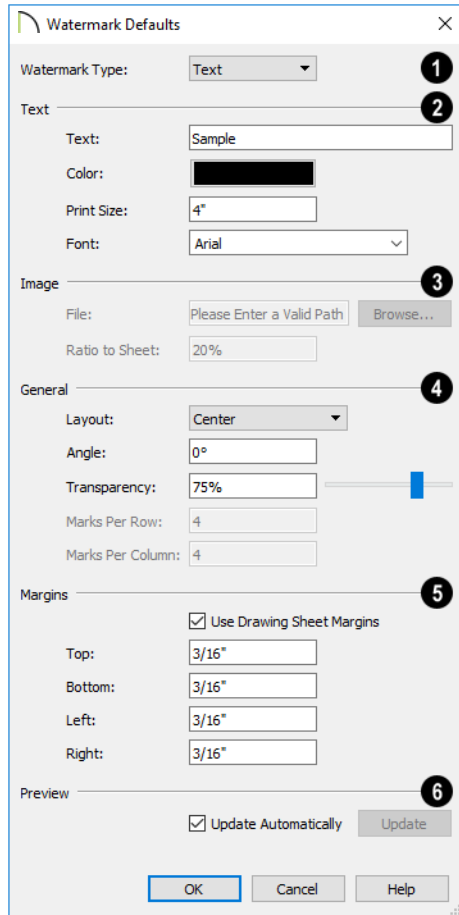 Watermark Defaults
Watermark Type: Text 1
Text 2
Text: Sample
Color:
Print Size: 4"
Font: Arial
Image 3
File: Please Enter a Valid Path Browse...
Ratio to Sheet: 20%
General 4
Layout: Center
Angle: 0°
Transparency: 75%
Marks Per Row: 4
Marks Per Column: 4
Margins 5
Use Drawing Sheet Margins
Top: 3/16"
Bottom: 3/16"
Left: 3/16"
Right: 3/16"
Preview 6
Update Automatically Update
OK Cancel Help